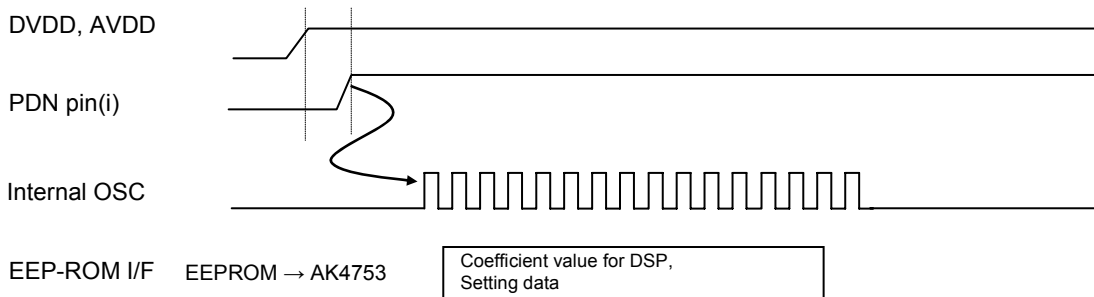 DVDD, AVDD
PDN pin(i)
Internal OSC
EEP-ROM I/F EEPROM → AK4753
Coefficient value for DSP,
Setting data